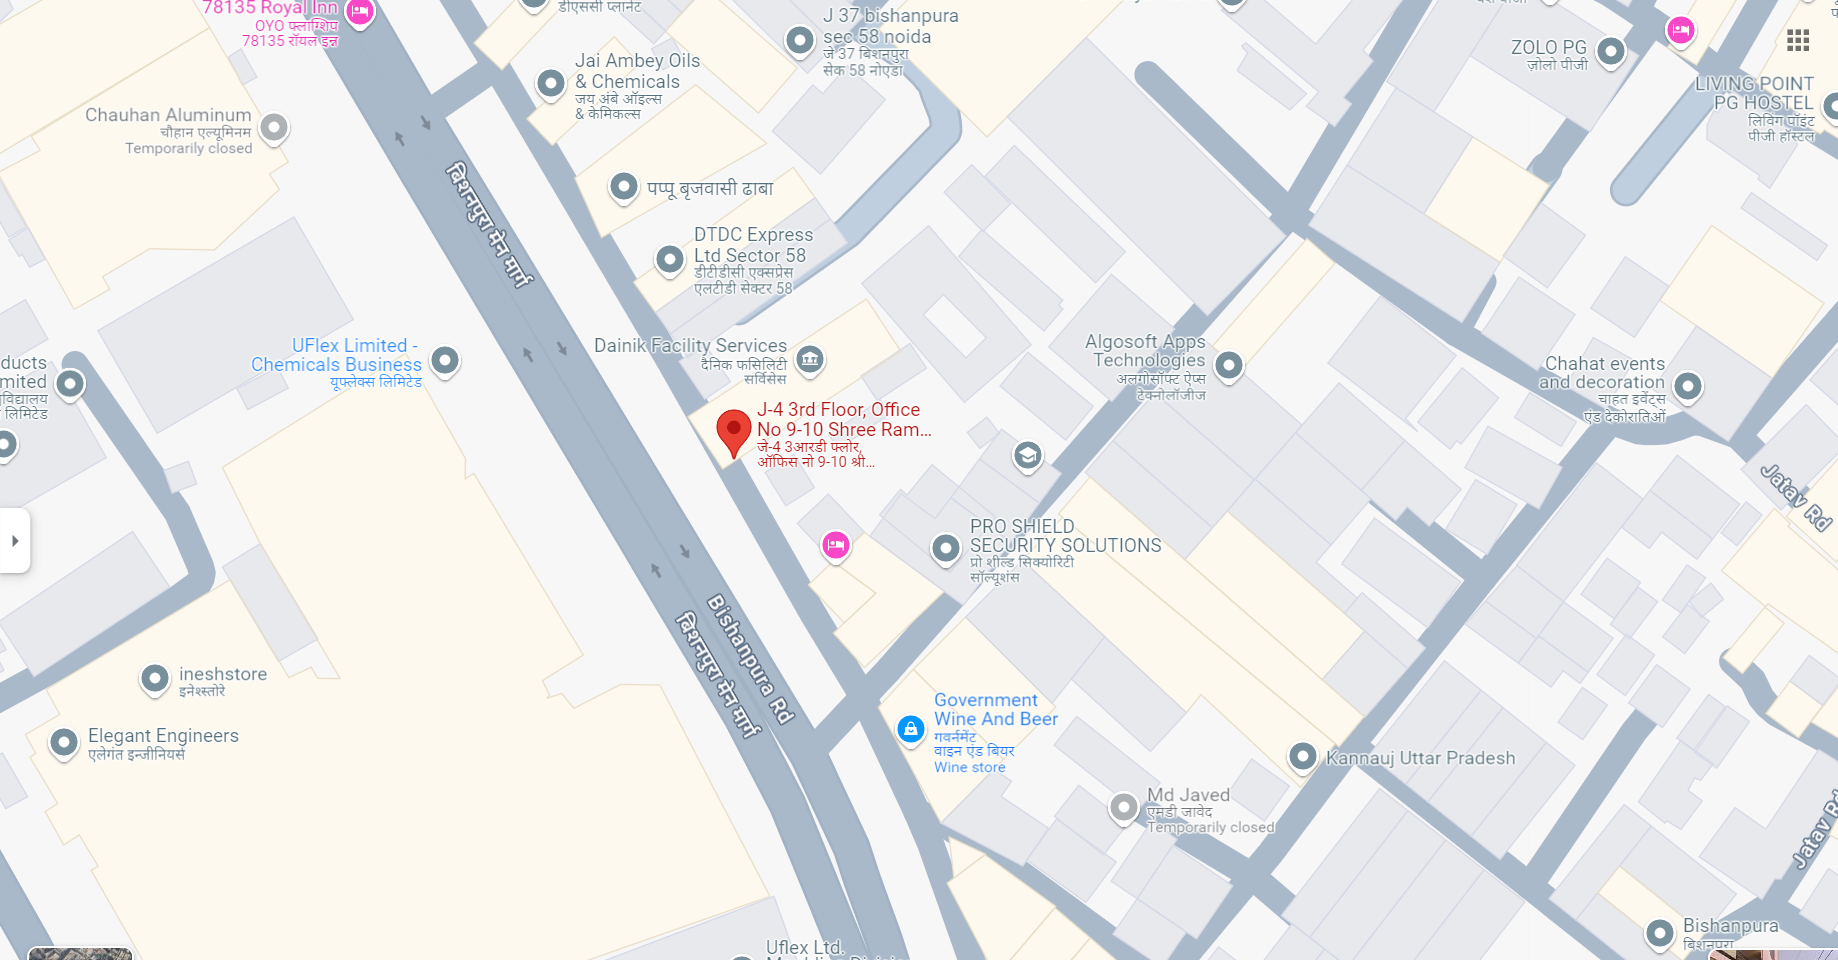 78135 Royal Inn
OYO फ्लाग्शिप
78135 रॉयल इन्न
डीएससी प्लानेट
J 37 bishanpura
sec 58 noida
जे 37 बिशनपुरा
सेक 58 नोएडा
ZOLO PG
ज़ोलो पीजी
LIVING POINT
PG HOSTEL
लिविंग पॉइंट
पीजी हॉस्टल
Jai Ambey Oils
& Chemicals
जय अंबे ऑइल्स
& केमिकल्स
Chauhan Aluminum
चौहान एल्यूमिनम
Temporarily closed
बिशनपुरा मेन मार्ग
पप्पू बृजवासी ढाबा
DTDC Express
Ltd Sector 58
डीटीडीसी एक्सप्रेस
एलटीडी सेक्टर 58
UFlex Limited -
Chemicals Business
यूफ्लेक्स लिमिटेड
Dainik Facility Services
दैनिक फसिलिटी
सर्विसेस
Algosoft Apps
Technologies
अलगोसॉफ्ट ऐप्स
टेक्नोलॉजीज
Chahat events
and decoration
चाहत इवेंट्स
एंड देकोरातिओं
लिमिटेड
J-4 3rd Floor, Office
No 9-10 Shree Ram...
जे-4 3आरडी फ्लोर,
ऑफिस नो 9-10 श्री...
Jatav Rd
PRO SHIELD
SECURITY SOLUTIONS
प्रो शील्ड सिक्योरिटी
सॉल्यूशंस
Bishanpura Rd
बिशनपुरा मेन मार्ग
ineshstore
इनेश्स्तोरे
Elegant Engineers
एलेगंत इन्जीनियर्स
Government
Wine And Beer
गवर्नमेंट
वाइन एंड बियर
Wine store
Kannauj Uttar Pradesh
Md Javed
एमडी जावेद
Temporarily closed
Jatav Rd
Bishanpura
बिशनपुरा
Uflex Ltd.